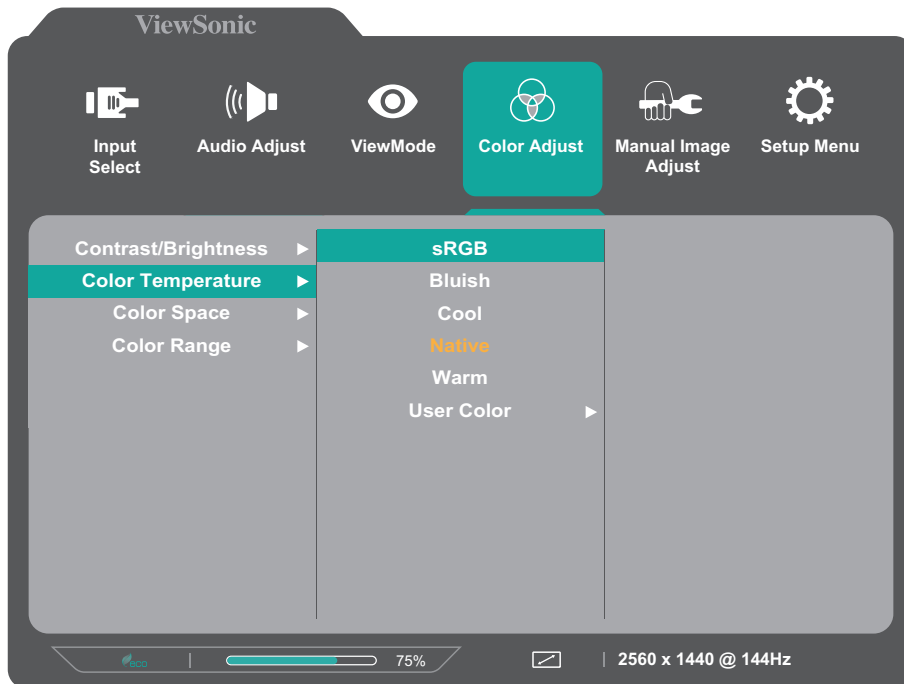 ViewSonic
Input
Select
Audio Adjust
ViewMode
Color Adjust
Manual Image
Adjust
Setup Menu
Contrast/Brightness
Color Temperature
Color Space
Color Range
sRGB
Bluish
Cool
Native
Warm
User Color
eco
75%
2560 x 1440 @ 144Hz